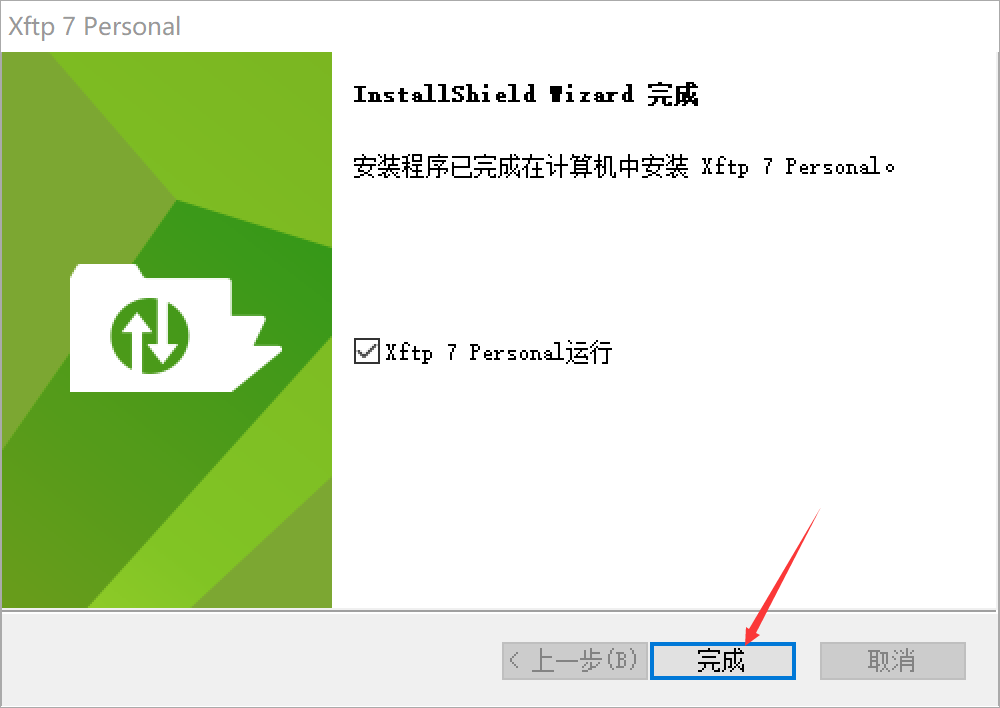 Xftp 7 Personal
InstallShield Wizard 完成
安装程序已完成在计算机中安装 Xftp 7 Personal。
Xftp 7 Personal运行
< 上一步(B)
完成
取消